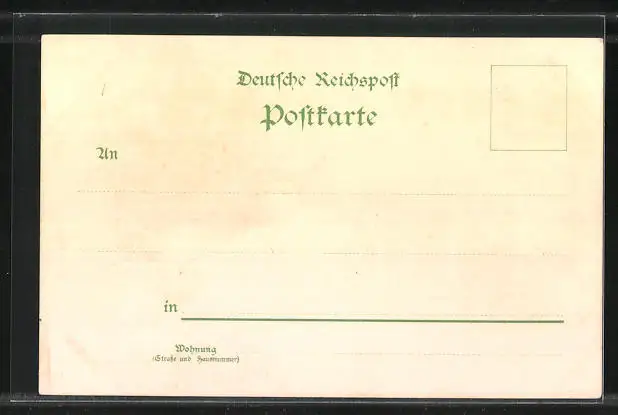 Deutsche Reichspost
Postkarte
An
in
Wohnung
(Straße und Hausnummer)